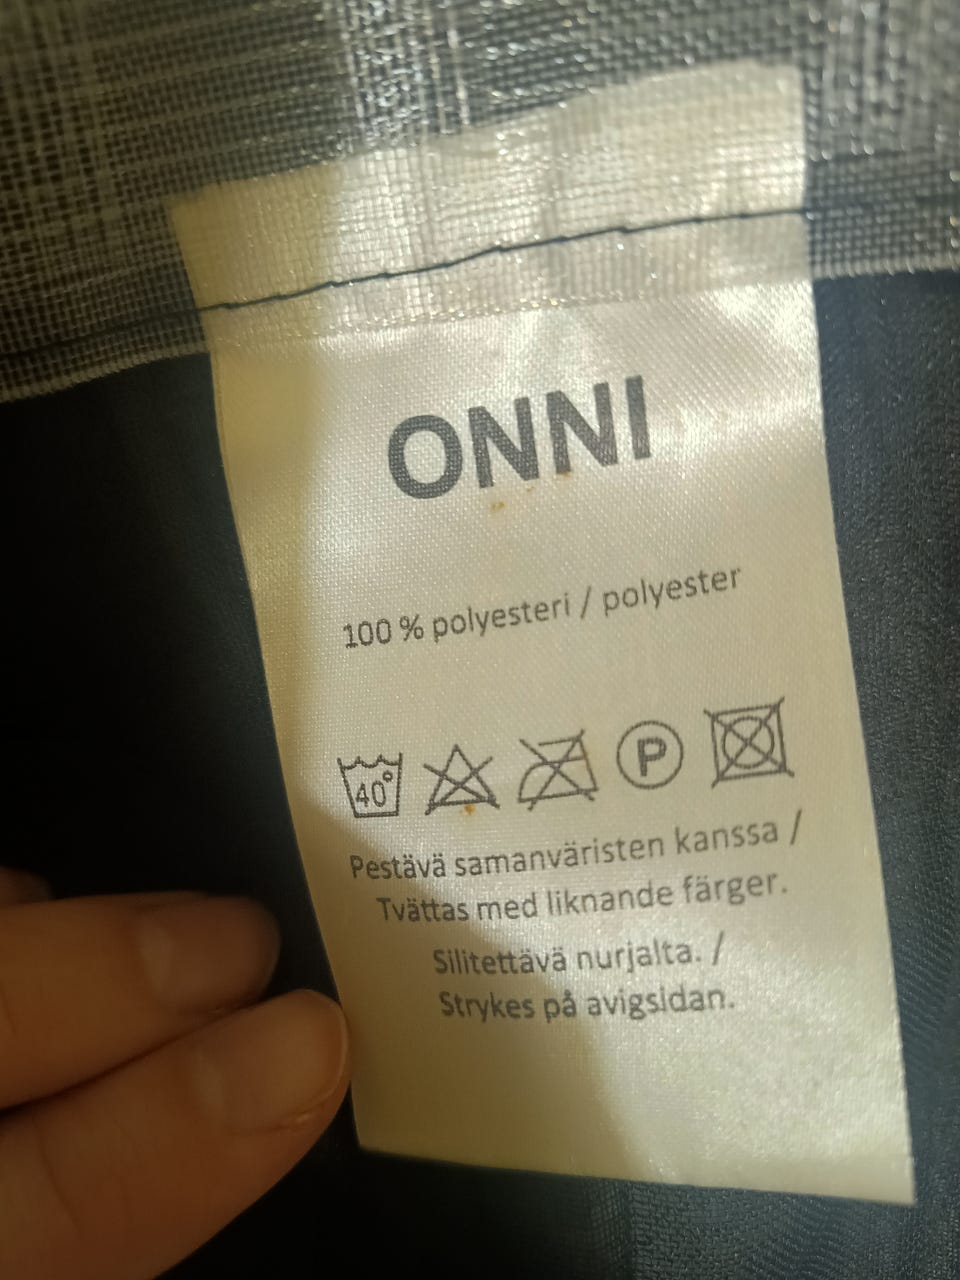 ONNI
100 % polyesteri / polyester
40°
P
Pestävä samanväristen kanssa /
Tvättas med liknande färger.
Silitettävä nurjalta. /
Strykes på avigsidan.